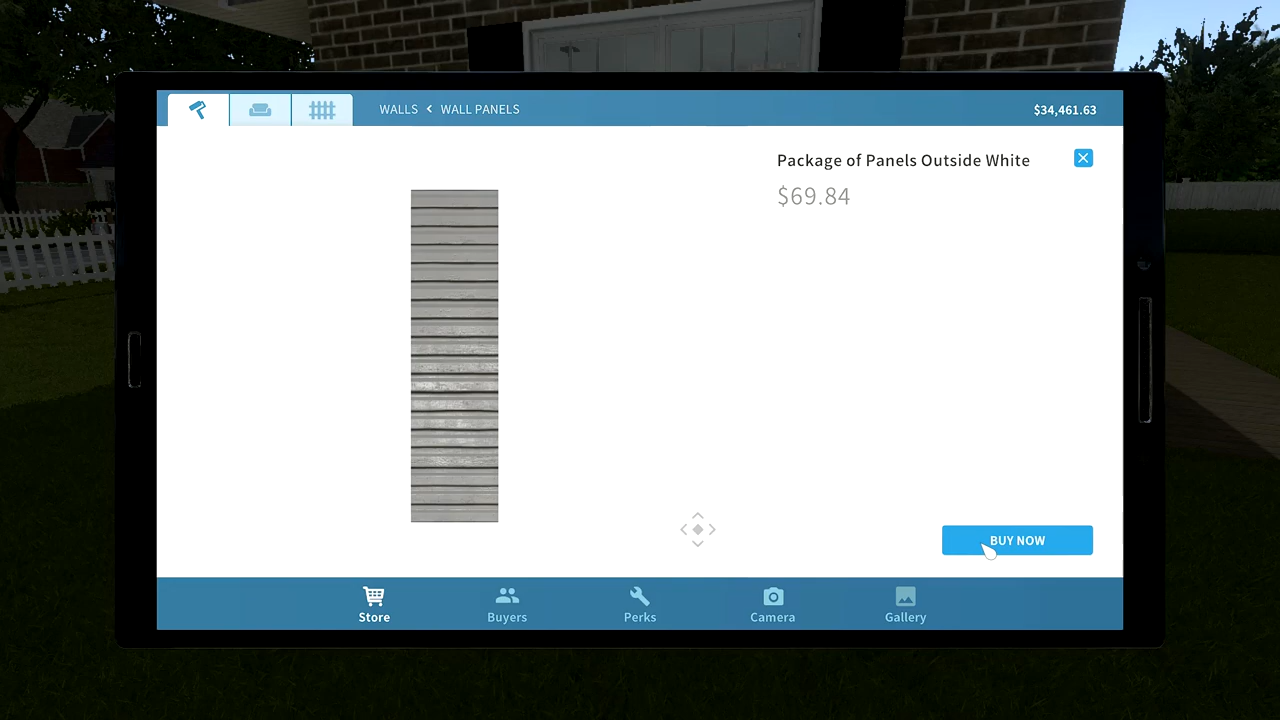 WALLS < WALL PANELS
$34,461.63
Package of Panels Outside White
$69.84
BUY NOW
Store
Buyers
Perks
Camera
Gallery